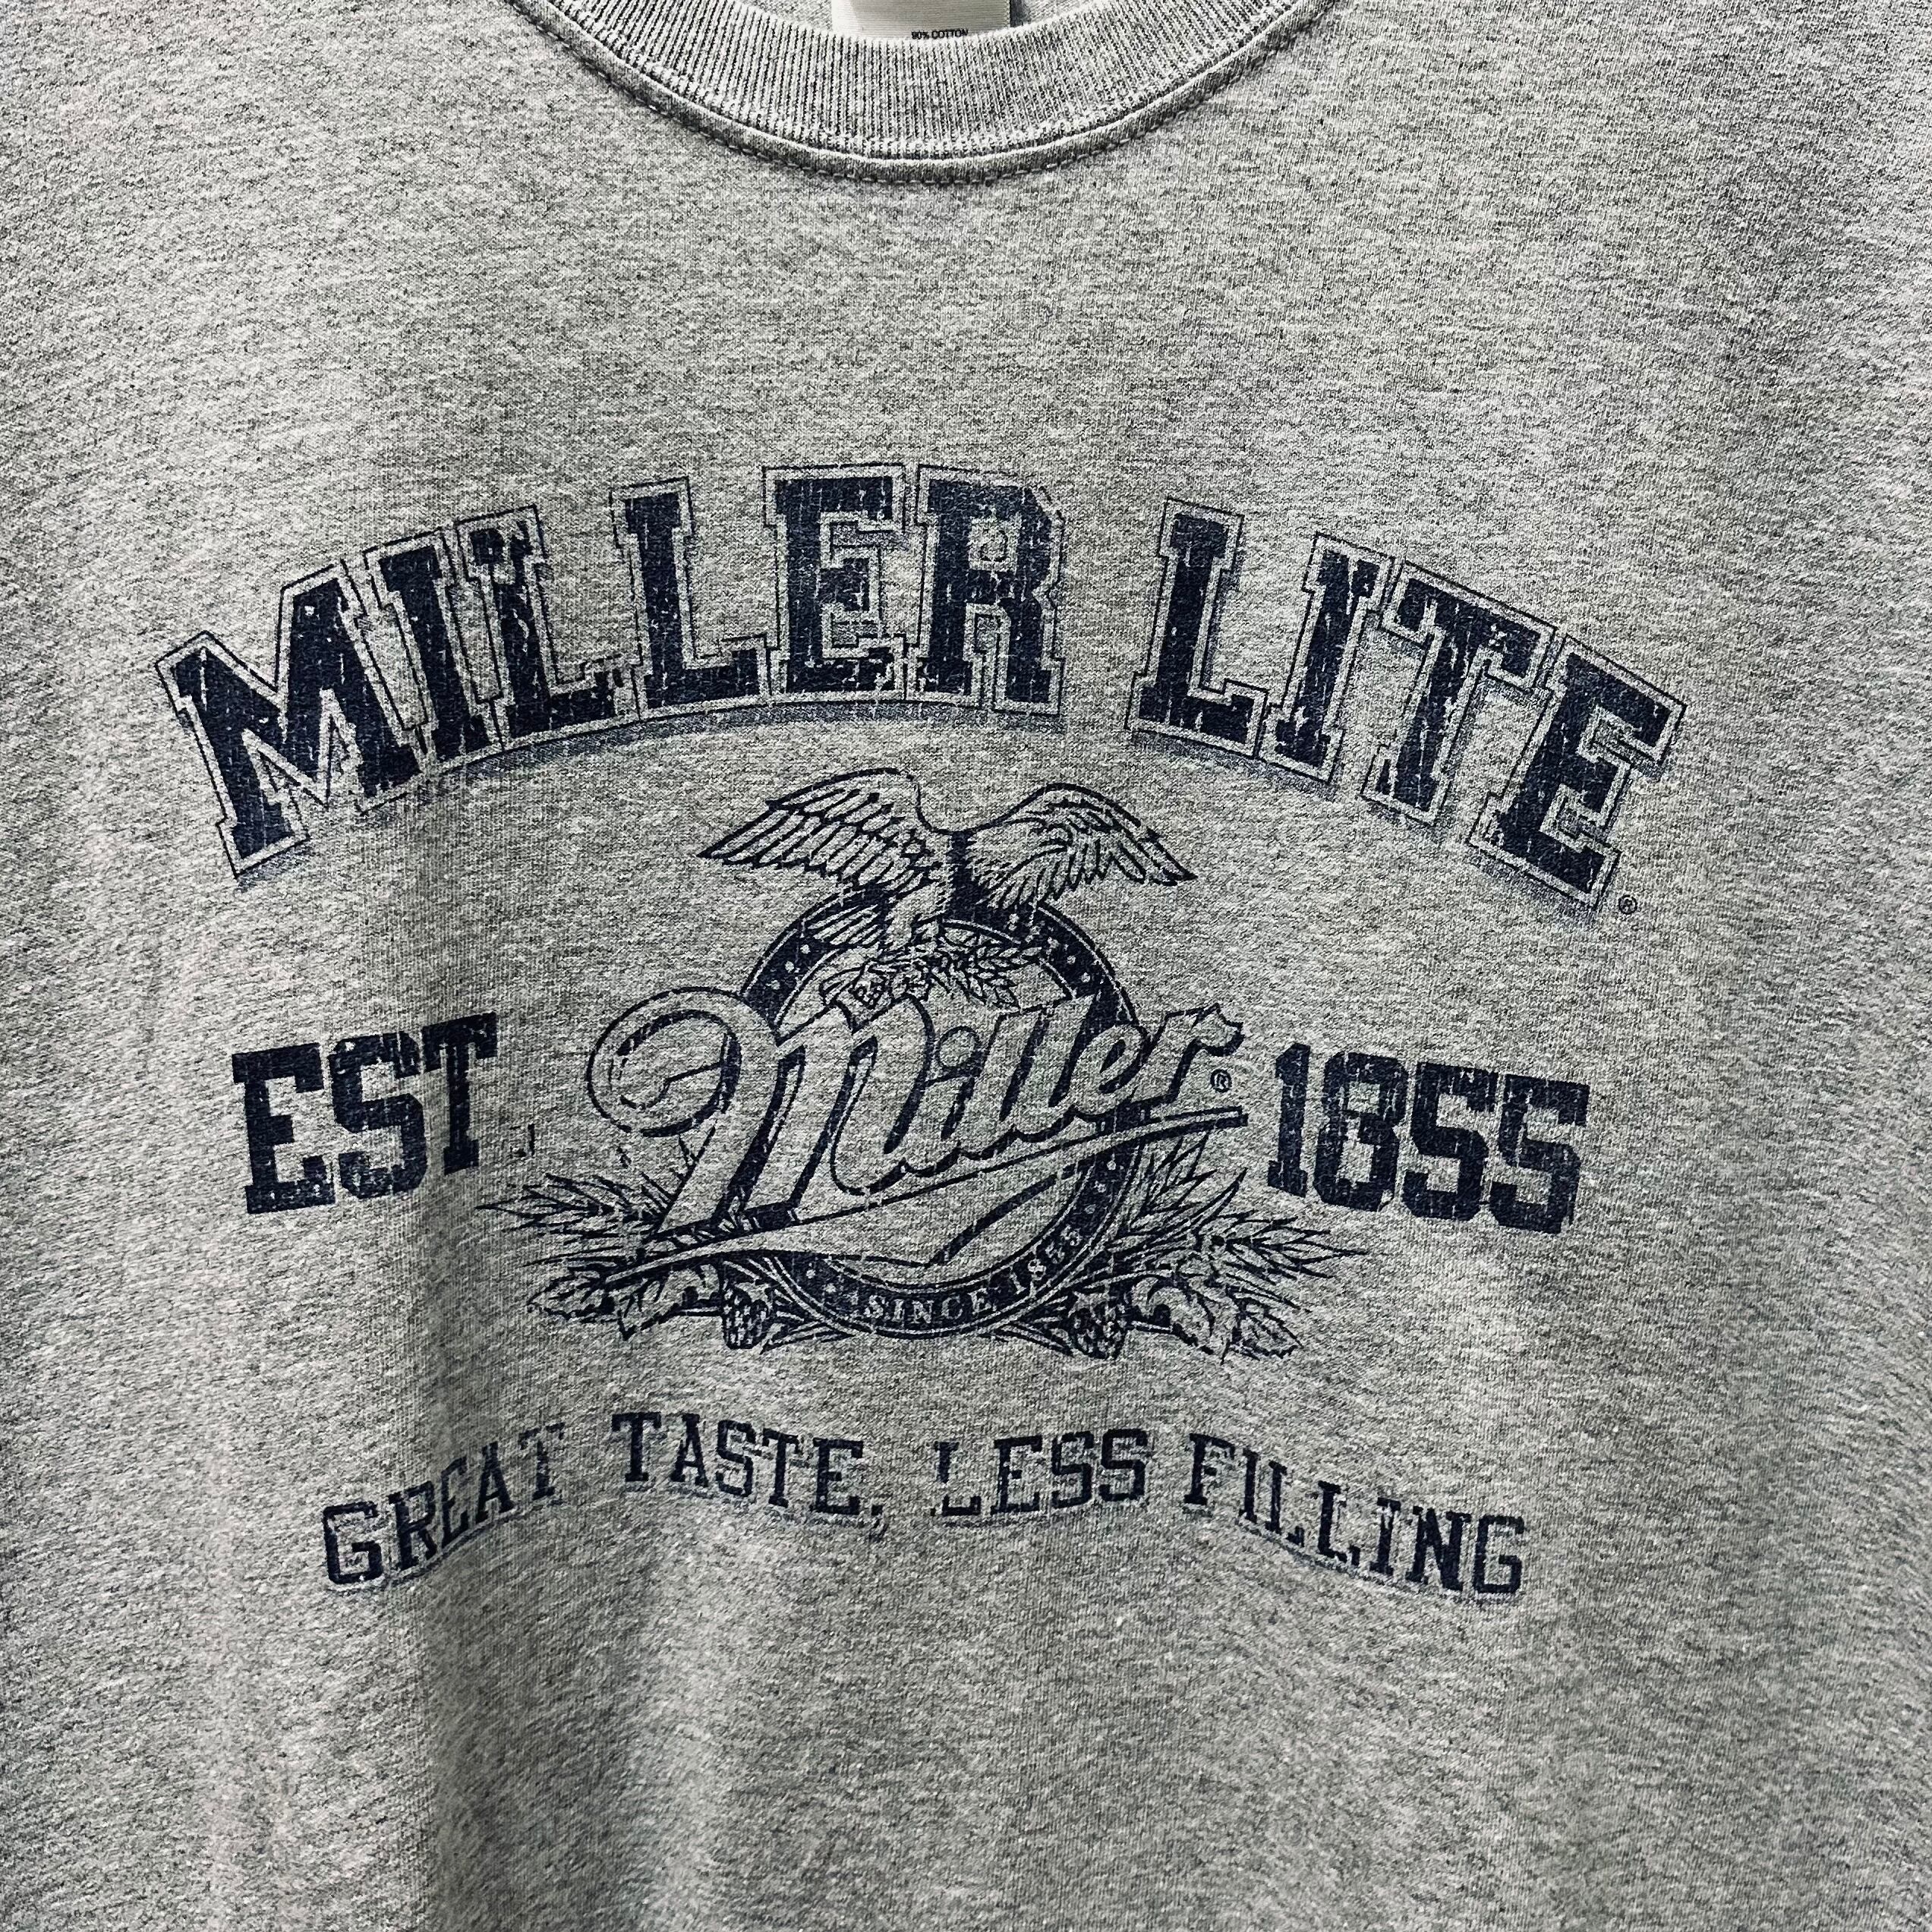 90% COTTON
MILLER LITE®
EST. Miller® 1855
SINCE 1855
GREAT TASTE, LESS FILLING